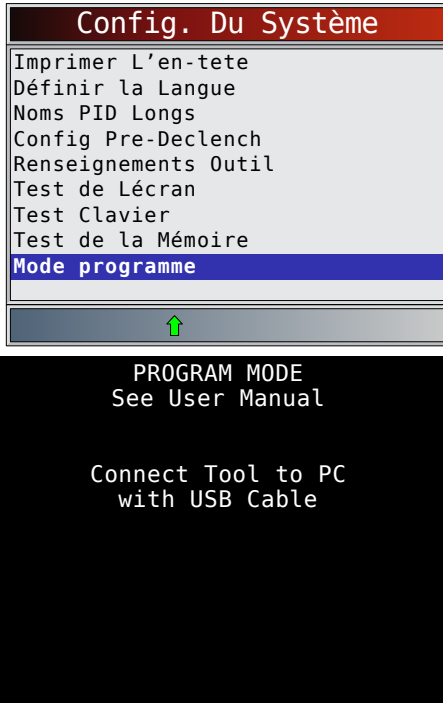 Config. Du Système
Imprimer L’en-tete
Définir la Langue
Noms PID Longs
Config Pre-Declench
Renseignements Outil
Test de Lécran
Test Clavier
Test de la Mémoire
Mode programme
PROGRAM MODE
See User Manual
Connect Tool to PC
with USB Cable